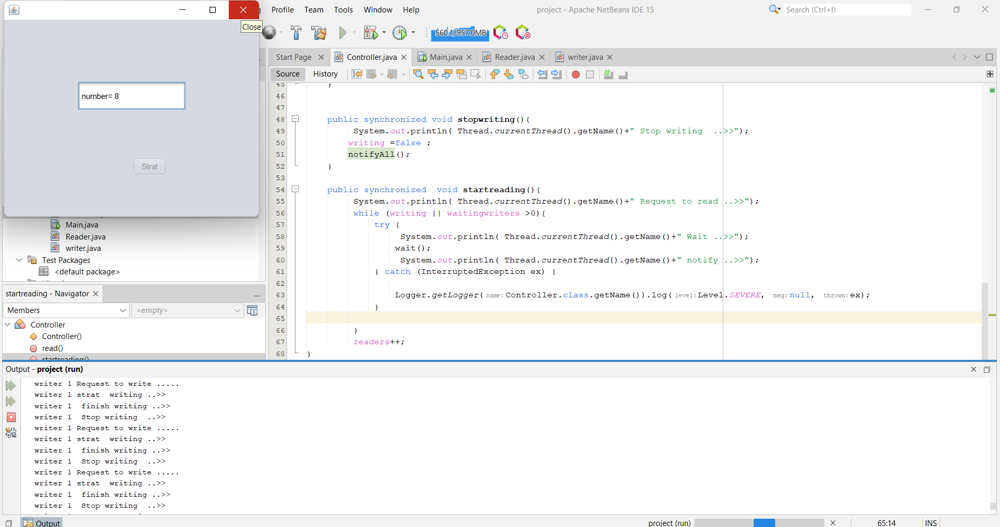 Profile Team Tools Window Help
project - Apache NetBeans IDE 15
Search (Ctrl+I)
Close
560.1/957.0MB
Start Page
Controller.java
Main.java
Reader.java
writer.java
Source History
number= 8
Strat
45 }
46
47
48 public synchronized void stopwriting(){
49 System.out.println( Thread.currentThread().getName()+" Stop writing  ..>>");
50 writing =false ;
51 notifyAll();
52 }
53
54 public synchronized  void startreading(){
55 System.out.println( Thread.currentThread().getName()+" Request to read ..>>");
56 while (writing || waitingwriters >0){
57 try {
58 System.out.println( Thread.currentThread().getName()+" Wait ..>>");
59 wait();
60 System.out.println( Thread.currentThread().getName()+" notify ..>>");
61 } catch (InterruptedException ex) {
62
63 Logger.getLogger( name: Controller.class.getName()).log( level: Level.SEVERE, msg: null, thrown: ex);
64 }
65
66 }
67 readers++;
68 }
Main.java
Reader.java
writer.java
Test Packages
<default package>
startreading - Navigator
Members
<empty>
Controller
Controller()
read()
startreading()
Output - project (run)
writer 1 Request to write .....
writer 1 strat  writing ..>>
writer 1  finish writing ..>>
writer 1  Stop writing  ..>>
writer 1 Request to write .....
writer 1 strat  writing ..>>
writer 1  finish writing ..>>
writer 1  Stop writing  ..>>
writer 1 Request to write .....
writer 1 strat  writing ..>>
writer 1  finish writing ..>>
writer 1  Stop writing  ..>>
Output
project (run)
65:14
INS